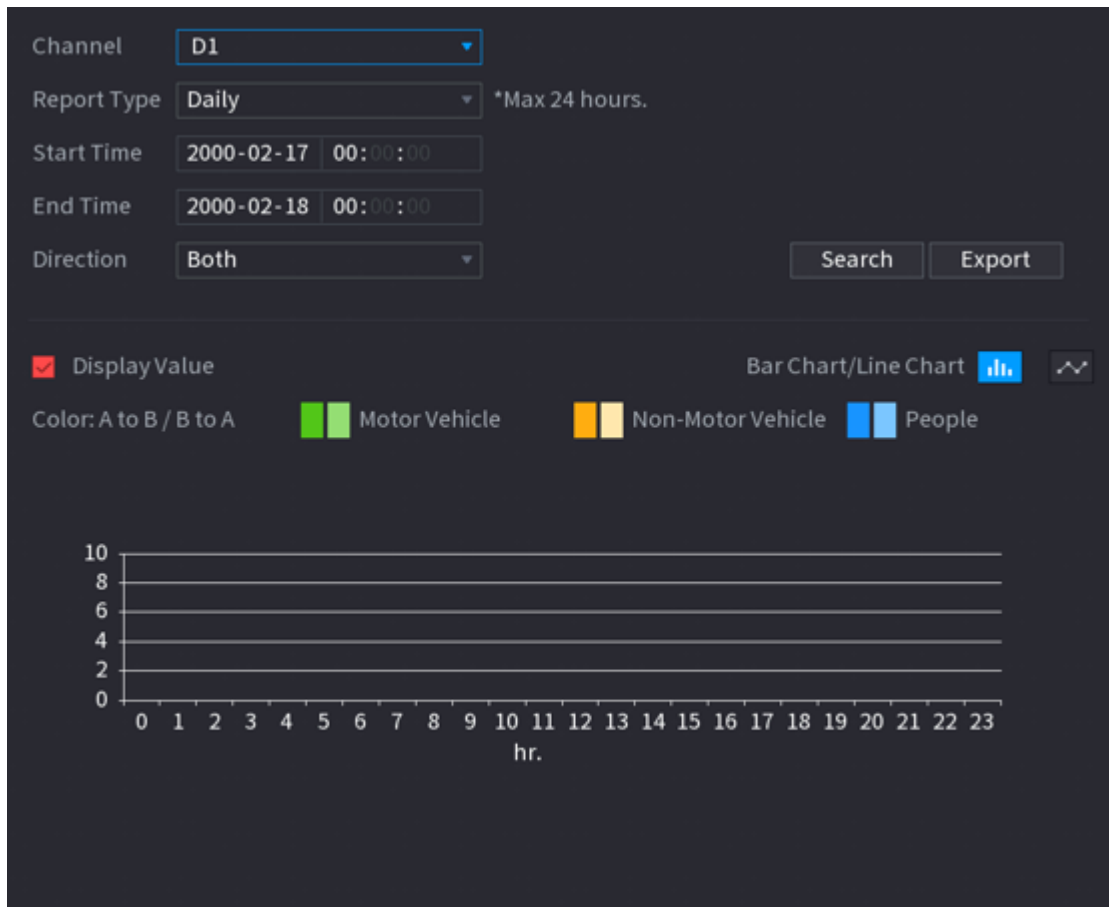 Channel D1
Report Type Daily *Max 24 hours.
Start Time 2000-02-17 00:00:00
End Time 2000-02-18 00:00:00
Direction Both Search Export
Display Value Bar Chart/Line Chart
Color: A to B / B to A Motor Vehicle Non-Motor Vehicle People
10
8
6
4
2
0
0 1 2 3 4 5 6 7 8 9 10 11 12 13 14 15 16 17 18 19 20 21 22 23
hr.